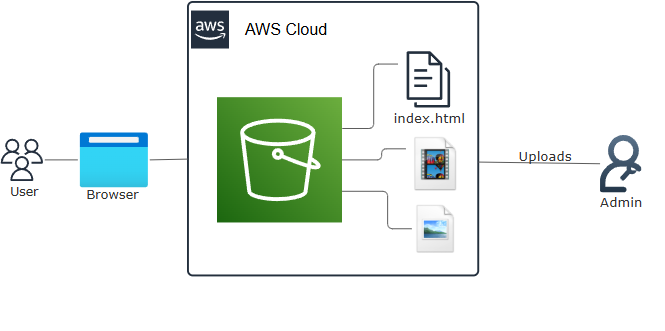 aws
AWS Cloud
index.html
User
Browser
Uploads
Admin